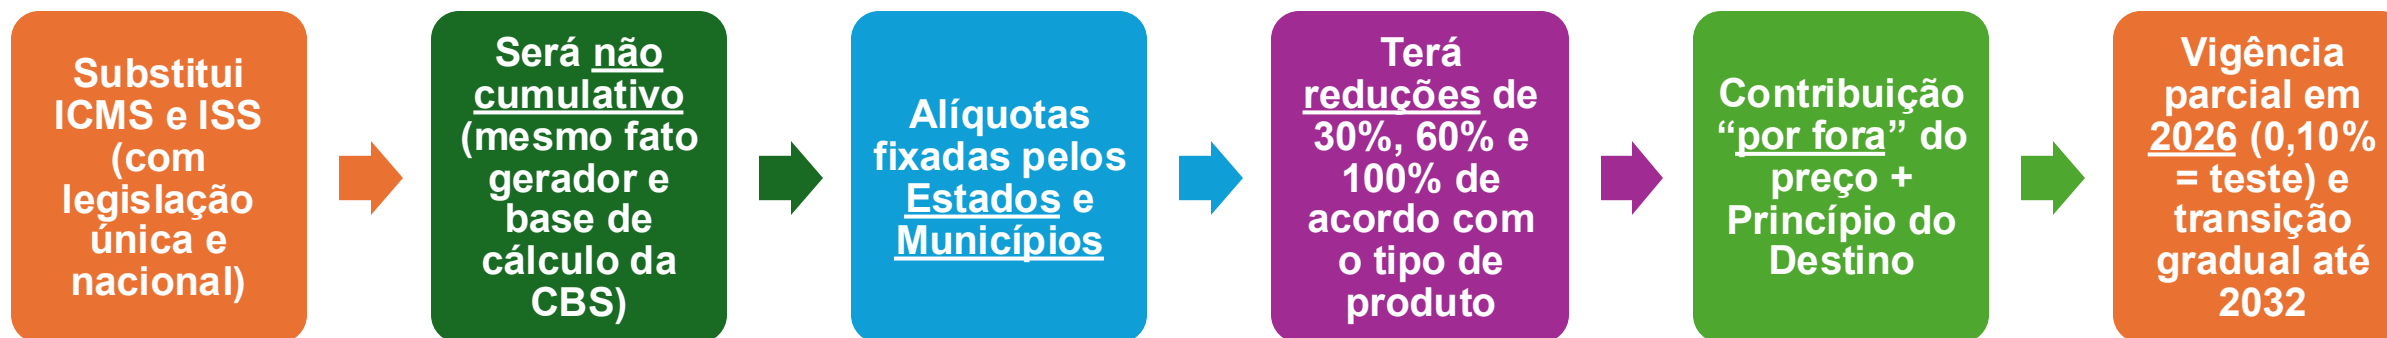 Substitui
ICMS e ISS
(com
legislação
única e
nacional)
Será não
cumulativo
(mesmo fato
gerador e
base de
cálculo da
CBS)
Alíquotas
fixadas pelos
Estados e
Municípios
Terá
reduções de
30%, 60% e
100% de
acordo com
o tipo de
produto
Contribuição
“por fora” do
preço +
Princípio do
Destino
Vigência
parcial em
2026 (0,10%
= teste) e
transição
gradual até
2032